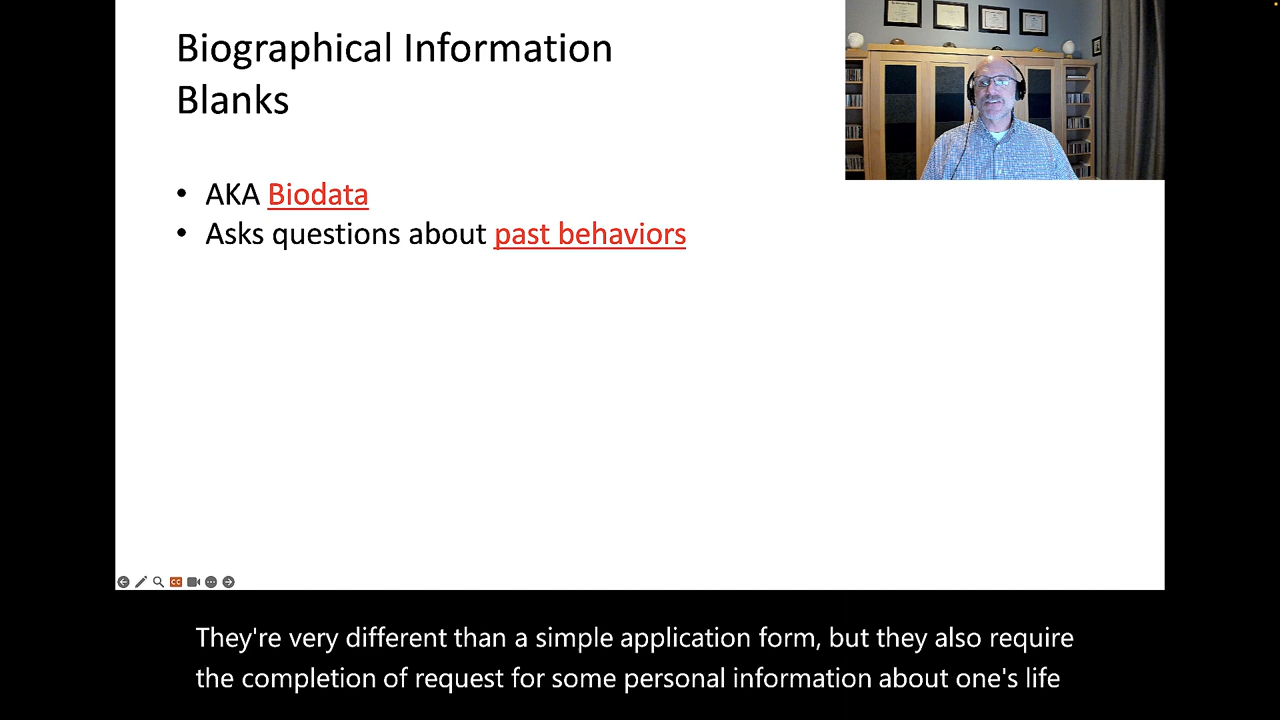 Biographical Information
Blanks
• AKA Biodata
• Asks questions about past behaviors
CC
They're very different than a simple application form, but they also require
the completion of request for some personal information about one's life